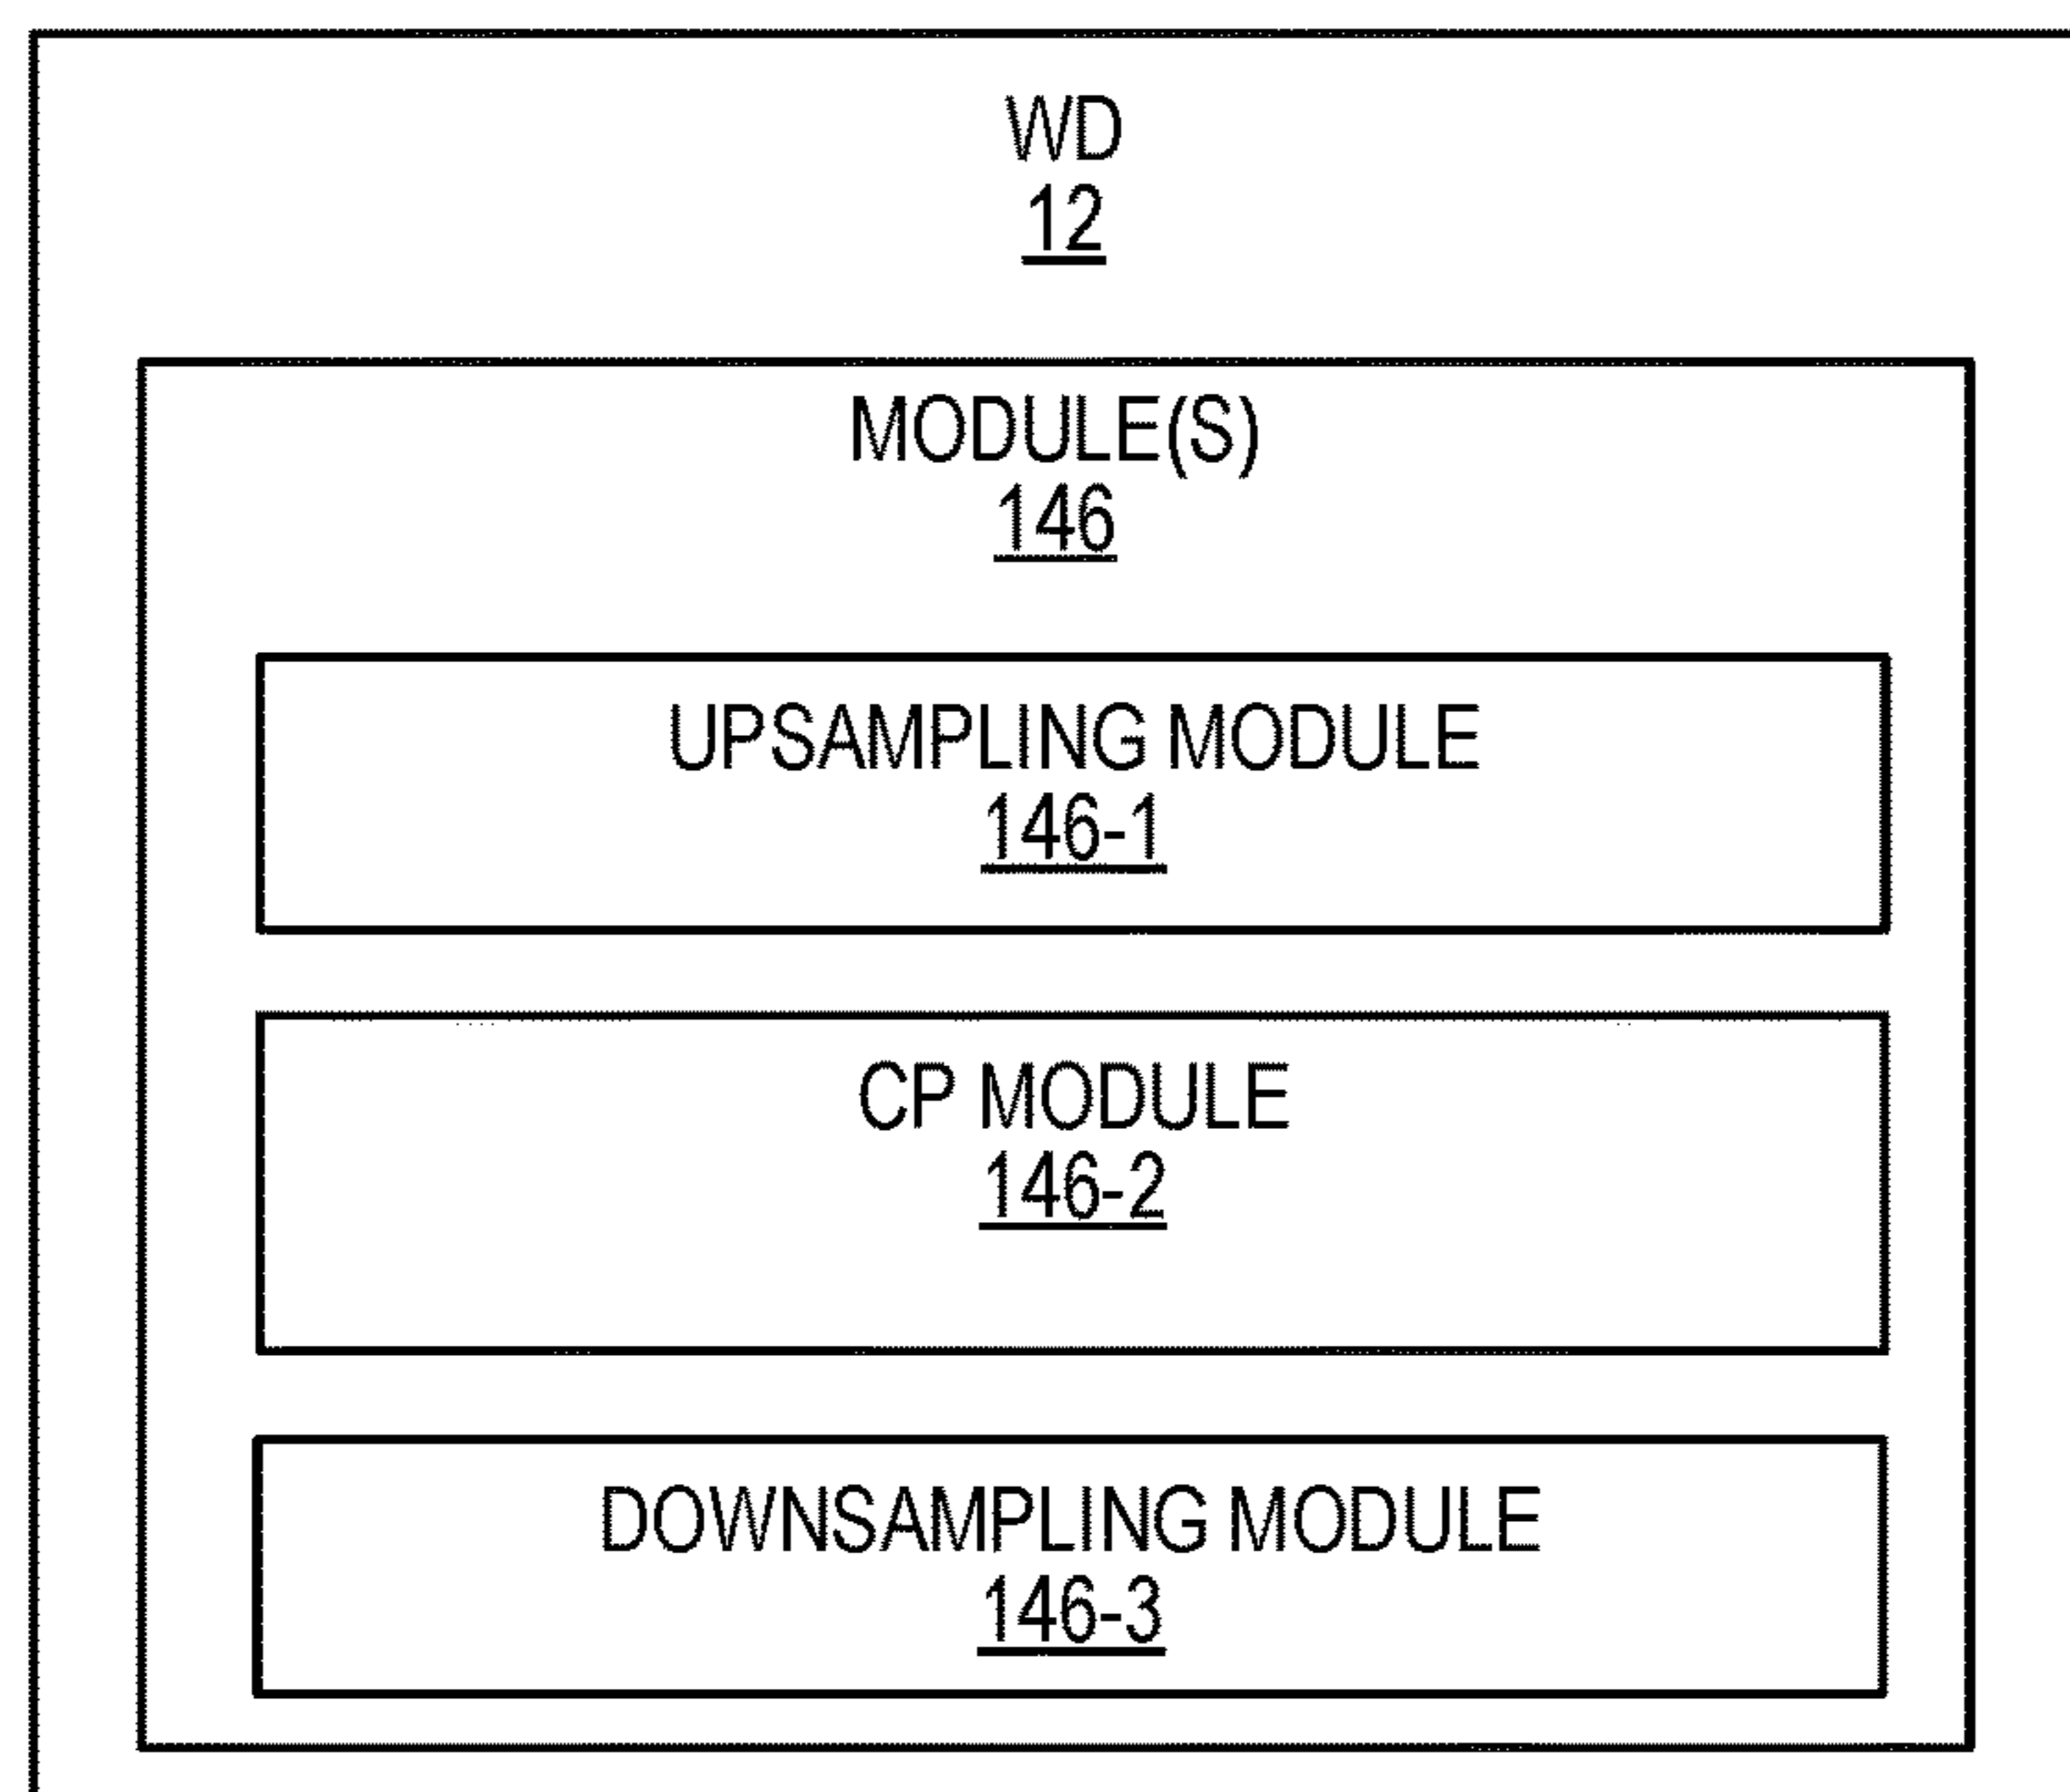 WD
12
MODULE(S)
146
UPSAMPLING MODULE
146-1
CP MODULE
146-2
DOWNSAMPLING MODULE
146-3